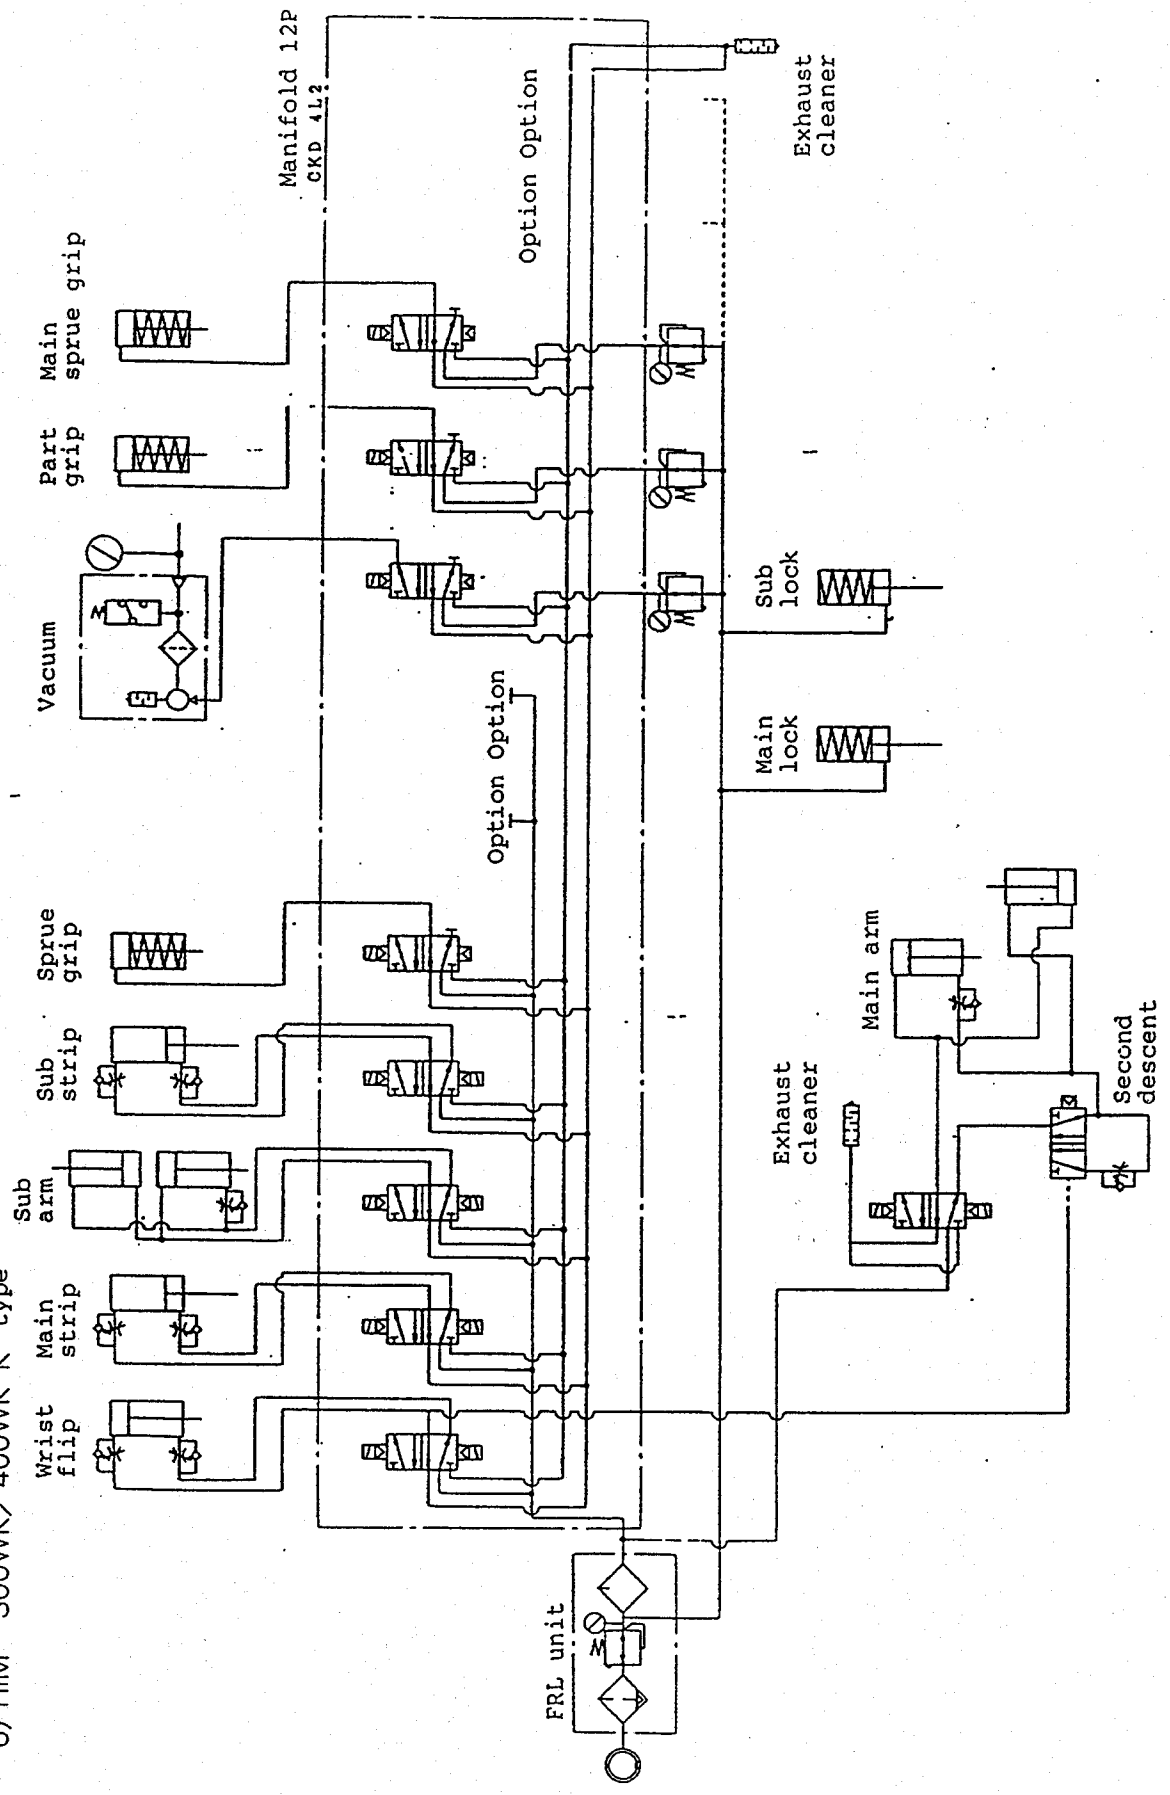 Manifold 12P
CKD 4L2
Main
sprue grip
Part
grip
Vacuum
Sprue
grip
Sub
strip
Sub
arm
Main
strip
Wrist
flip
Option Option
Option Option
Exhaust
cleaner
Sub
lock
Main
lock
Main arm
Exhaust
cleaner
Second
descent
FRL unit